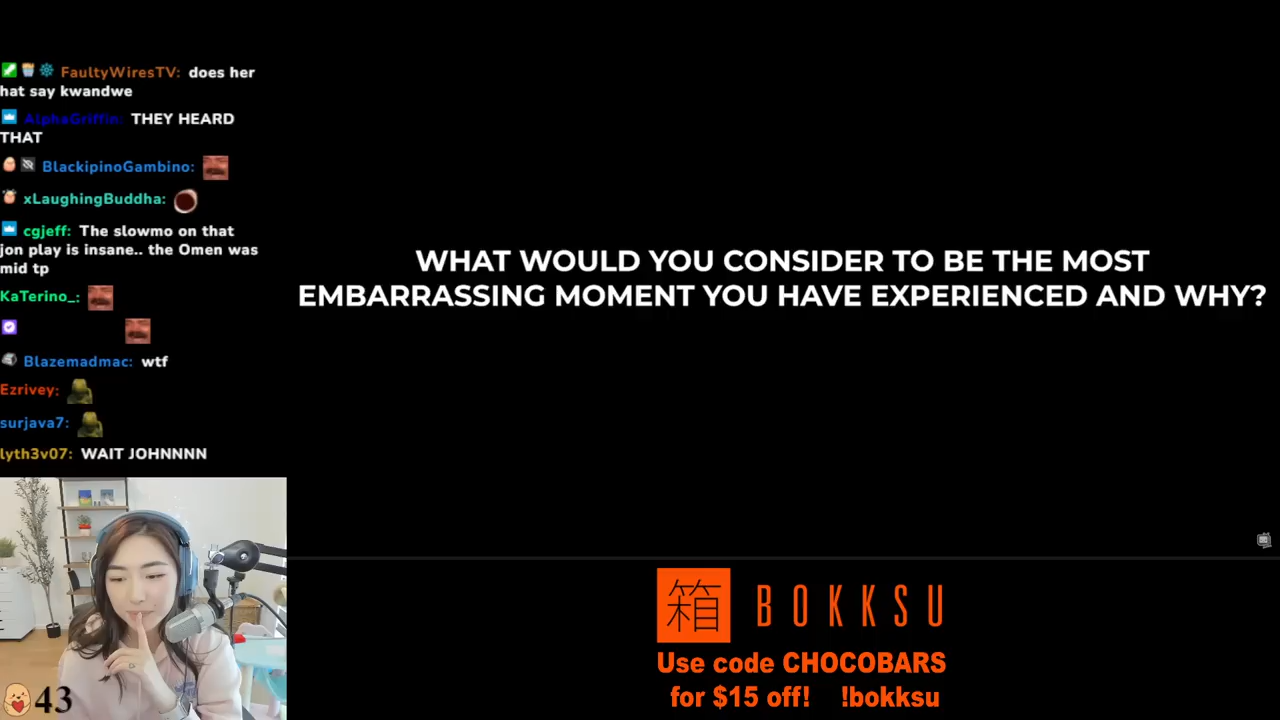 FaultyWiresTV: does her
hat say kwandwe
AlphaGriffin: THEY HEARD
THAT
BlackipinoGambino:
xLaughingBuddha:
cgjeff: The slowmo on that
jon play is insane.. the Omen was
mid tp
KaTerino_:
Blazemadmac: wtf
Ezrivey:
surjava7:
lyth3v07: WAIT JOHNNNN
WHAT WOULD YOU CONSIDER TO BE THE MOST
EMBARRASSING MOMENT YOU HAVE EXPERIENCED AND WHY?
43
箱 BOKKSU
Use code CHOCOBARS
for $15 off! !bokksu